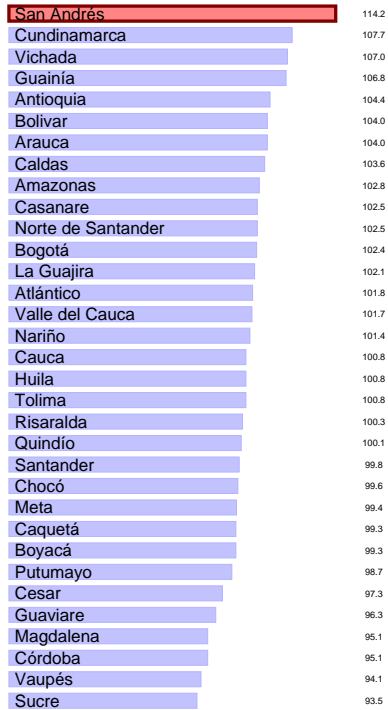 San Andrés 114.2
Cundinamarca 107.7
Vichada 107.0
Guainía 106.8
Antioquia 104.4
Bolivar 104.0
Arauca 104.0
Caldas 103.6
Amazonas 102.8
Casanare 102.5
Norte de Santander 102.5
Bogotá 102.4
La Guajira 102.1
Atlántico 101.8
Valle del Cauca 101.7
Nariño 101.4
Cauca 100.8
Huila 100.8
Tolima 100.8
Risaralda 100.3
Quindío 100.1
Santander 99.8
Chocó 99.6
Meta 99.4
Caquetá 99.3
Boyacá 99.3
Putumayo 98.7
Cesar 97.3
Guaviare 96.3
Magdalena 95.1
Córdoba 95.1
Vaupés 94.1
Sucre 93.5